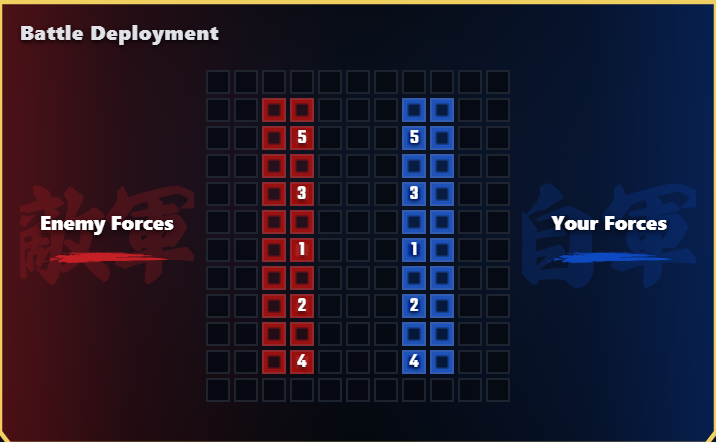 Battle Deployment
5 5
3 3
敵軍 自軍
Enemy Forces Your Forces
1 1
2 2
4 4